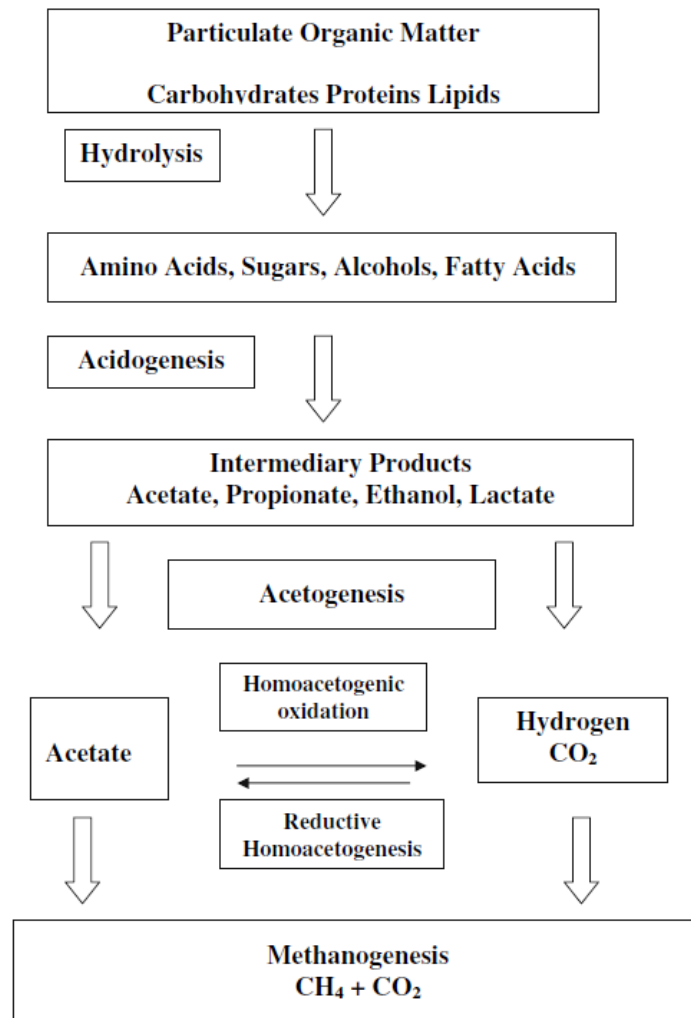 Particulate Organic Matter
Carbohydrates Proteins Lipids
Hydrolysis
Amino Acids, Sugars, Alcohols, Fatty Acids
Acidogenesis
Intermediary Products
Acetate, Propionate, Ethanol, Lactate
Acetogenesis
Homoacetogenic
oxidation
Acetate
Hydrogen
CO₂
Reductive
Homoacetogenesis
Methanogenesis
CH₄ + CO₂